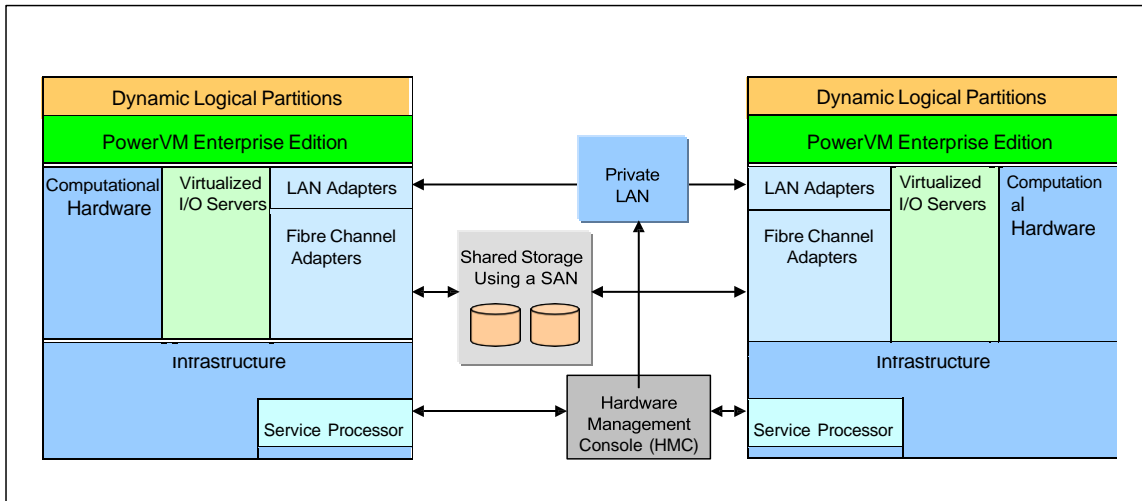 Dynamic Logical Partitions
PowerVM Enterprise Edition
Computational
Hardware
Virtualized
I/O Servers
LAN Adapters
Fibre Channel
Adapters
Infrastructure
Service Processor
Private
LAN
Shared Storage
Using a SAN
Hardware
Management
Console (HMC)
Dynamic Logical Partitions
PowerVM Enterprise Edition
LAN Adapters
Fibre Channel
Adapters
Virtualized
I/O Servers
Computation
al
Hardware
Infrastructure
Service Processor